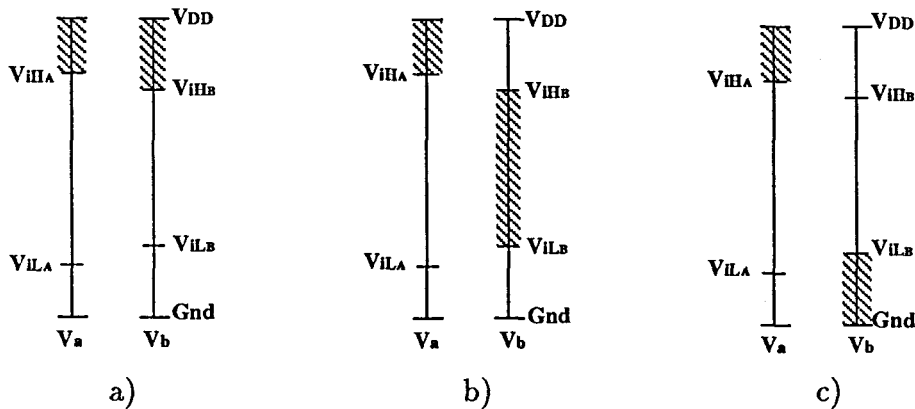 VDD
ViHA
ViHB
ViLB
ViLA
Gnd
Va Vb
a)
VDD
ViHA
ViHB
ViLB
ViLA
Gnd
Va Vb
b)
VDD
ViHA
ViHB
ViLB
ViLA
Gnd
Va Vb
c)